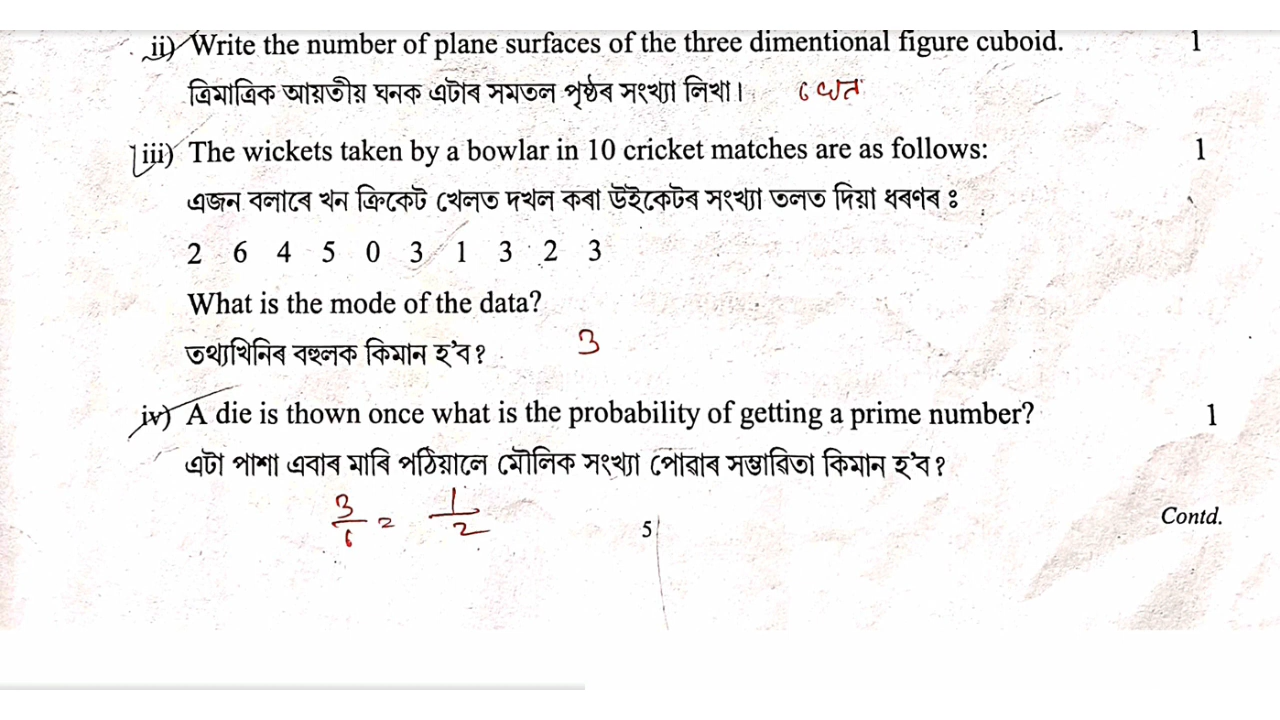 ii) Write the number of plane surfaces of the three dimentional figure cuboid. 1
ত্ৰিমাত্ৰিক আয়তীয় ঘনক এটাৰ সমতল পৃষ্ঠৰ সংখ্যা লিখা।
iii) The wickets taken by a bowlar in 10 cricket matches are as follows: 1
এজন বলাৰে খন ক্ৰিকেট খেলত দখল কৰা উইকেটৰ সংখ্যা তলত দিয়া ধৰণৰ ঃ
2 6 4 5 0 3 1 3 2 3
What is the mode of the data?
তথ্যখিনিৰ বহুলক কিমান হ'ব? 3
iv) A die is thown once what is the probability of getting a prime number? 1
এটা পাশা এবাৰ মাৰি পঠিয়ালে মৌলিক সংখ্যা পোৱাৰ সম্ভাৱিতা কিমান হ'ব?
3/6 = 1/2
5 Contd.